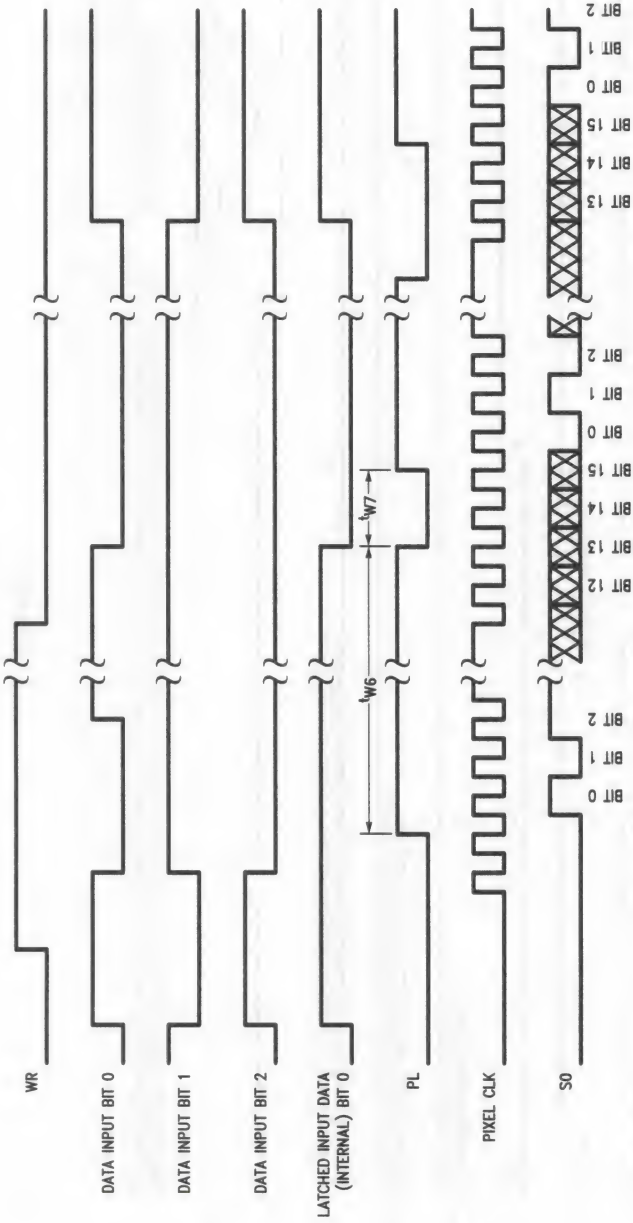 WR
DATA INPUT BIT 0
DATA INPUT BIT 1
DATA INPUT BIT 2
LATCHED INPUT DATA
(INTERNAL) BIT 0
tW6
tW7
PL
PIXEL CLK
SO
BIT 0
BIT 1
BIT 2
BIT 12
BIT 13
BIT 14
BIT 15
BIT 0
BIT 1
BIT 2
BIT 13
BIT 14
BIT 15
BIT 0
BIT 1
BIT 2